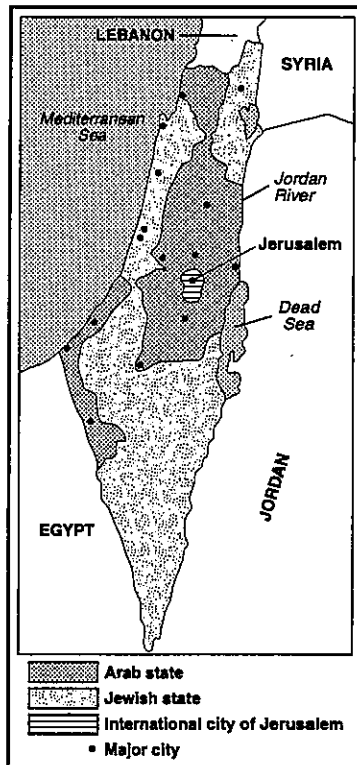 LEBANON
SYRIA
Mediterranean
Sea
Jordan
River
Jerusalem
Dead
Sea
JORDAN
EGYPT
Arab state
Jewish state
International city of Jerusalem
Major city